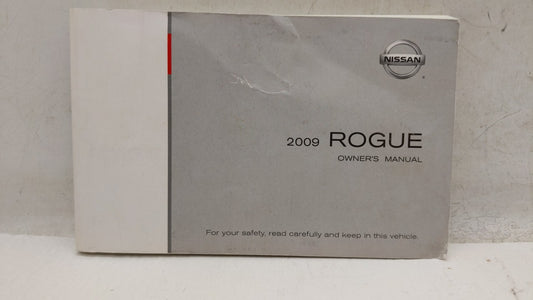 NISSAN
2009 ROGUE
OWNER'S MANUAL
For your safety, read carefully and keep in this vehicle.